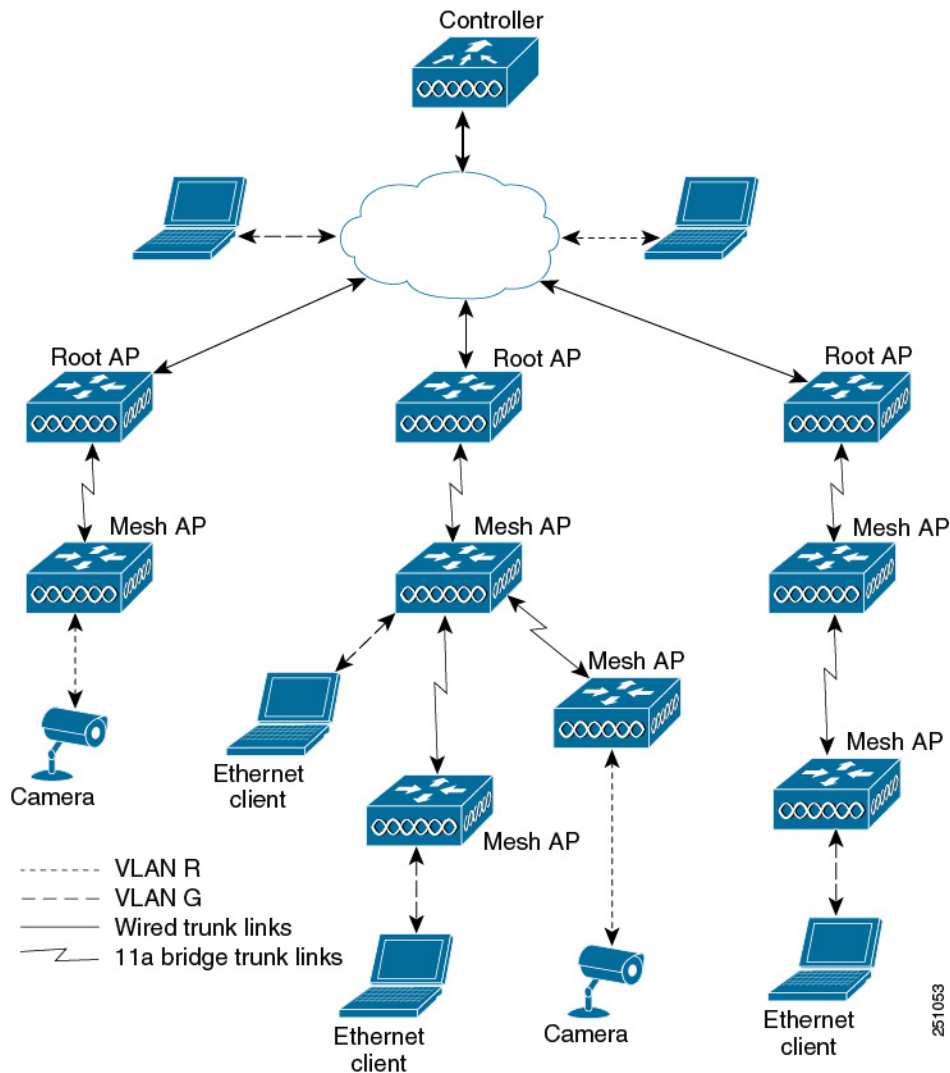 Controller
Root AP
Root AP
Root AP
Mesh AP
Mesh AP
Mesh AP
Mesh AP
Mesh AP
Camera
Ethernet
client
Mesh AP
VLAN R
VLAN G
Wired trunk links
11a bridge trunk links
Ethernet
client
Camera
Ethernet
client
251053